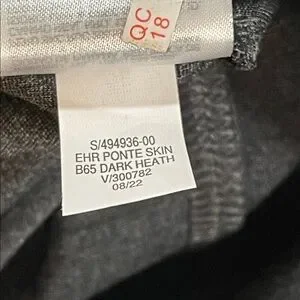 QC
18
S/494936-00
EHR PONTE SKIN
B65 DARK HEATH
V/300782
08/22